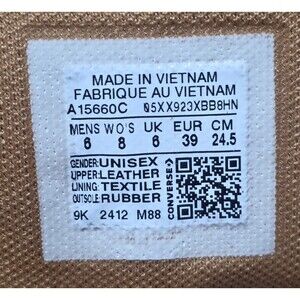 MADE IN VIETNAM
FABRIQUE AU VIETNAM
A15660C 05XX923XBB8HN
MENS WO'S UK EUR CM
6 8 6 39 24.5
GENDER: UNISEX
UPPER: LEATHER
LINING: TEXTILE
OUTSOLE: RUBBER
9K 2412 M88
CONVERSE